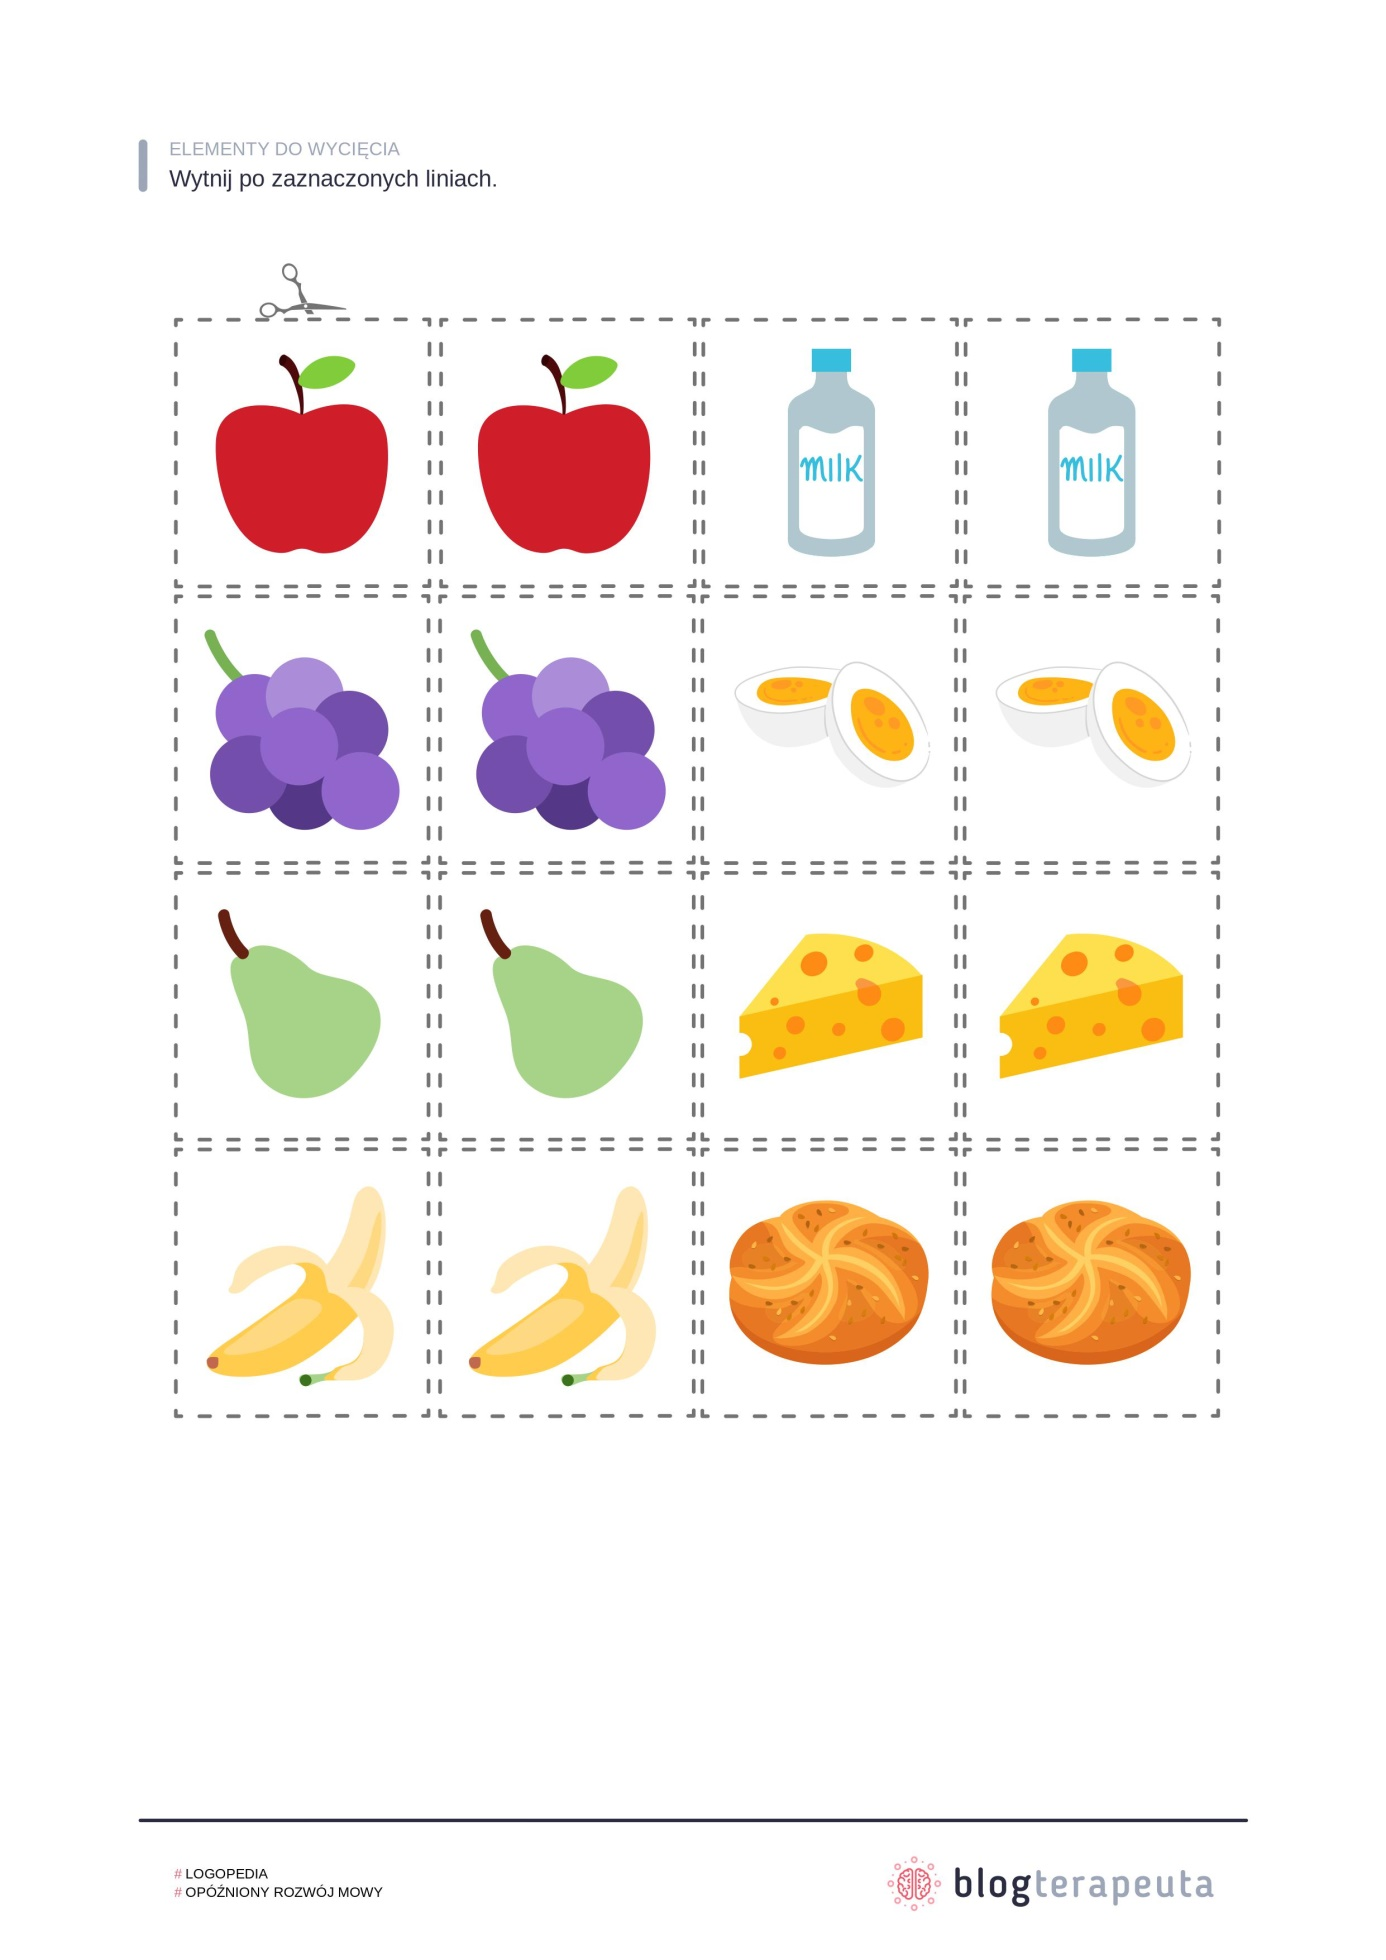 ELEMENTY DO WYCIĘCIA
Wytnij po zaznaczonych liniach.
milk
milk
# LOGOPEDIA
# OPÓŹNIONY ROZWÓJ MOWY
blogterapeuta